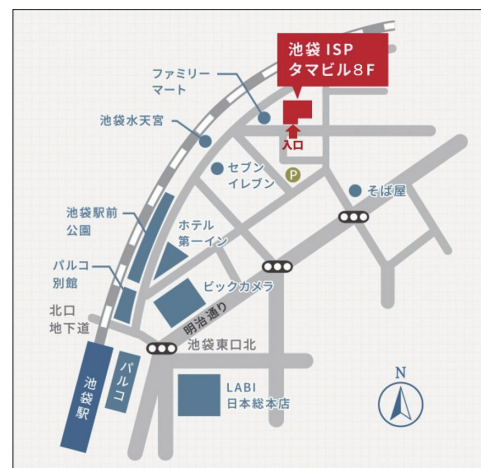 池袋 ISP
タマビル8F
ファミリー
マート
入口
池袋水天宮
セブン
イレブン
P
そば屋
池袋駅前
公園
ホテル
第一イン
パルコ
別館
ビックカメラ
北口
地下道
明治通り
池袋東口北
池袋駅
パルコ
LABI
日本総本店
N